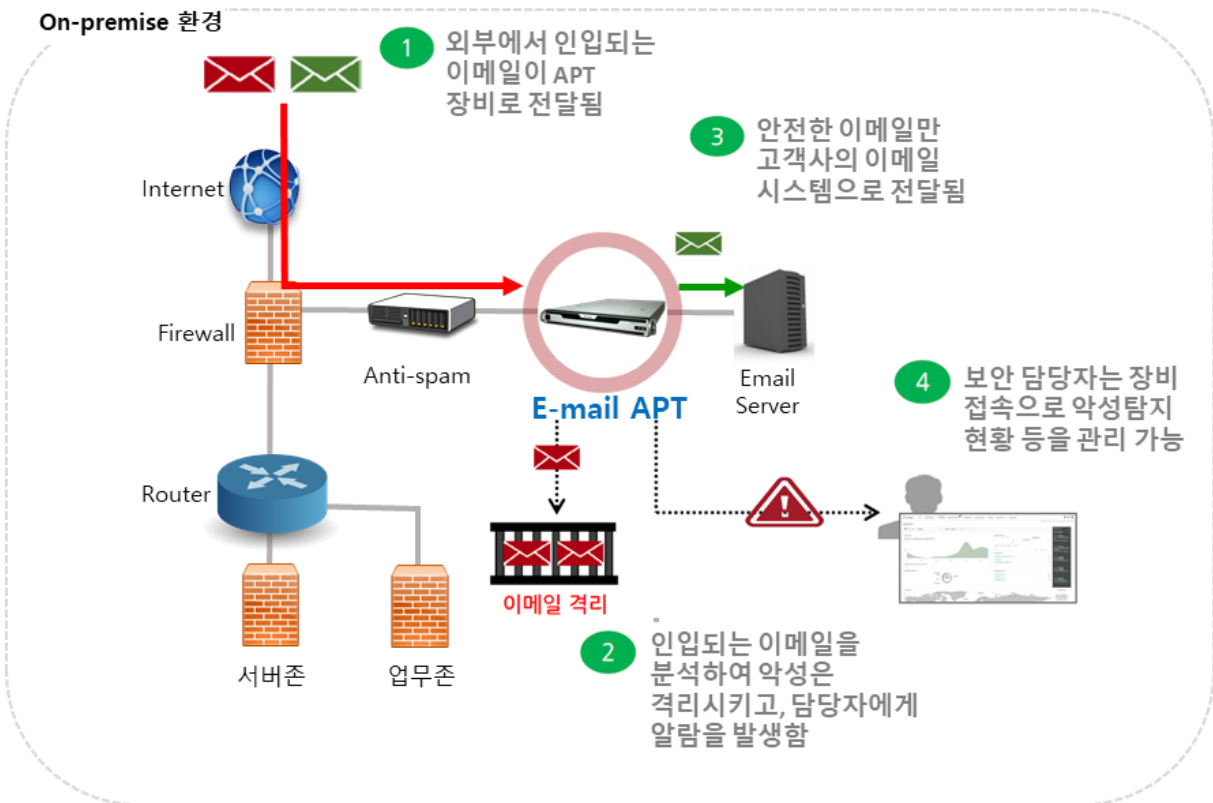 On-premise 환경
1
외부에서 인입되는
이메일이 APT
장비로 전달됨
3
안전한 이메일만
고객사의 이메일
시스템으로 전달됨
Internet
Firewall
Anti-spam
E-mail APT
Email
Server
4
보안 담당자는 장비
접속으로 악성탐지
현황 등을 관리 가능
Router
이메일 격리
서버존
업무존
2
인입되는 이메일을
분석하여 악성은
격리시키고, 담당자에게
알람을 발생함